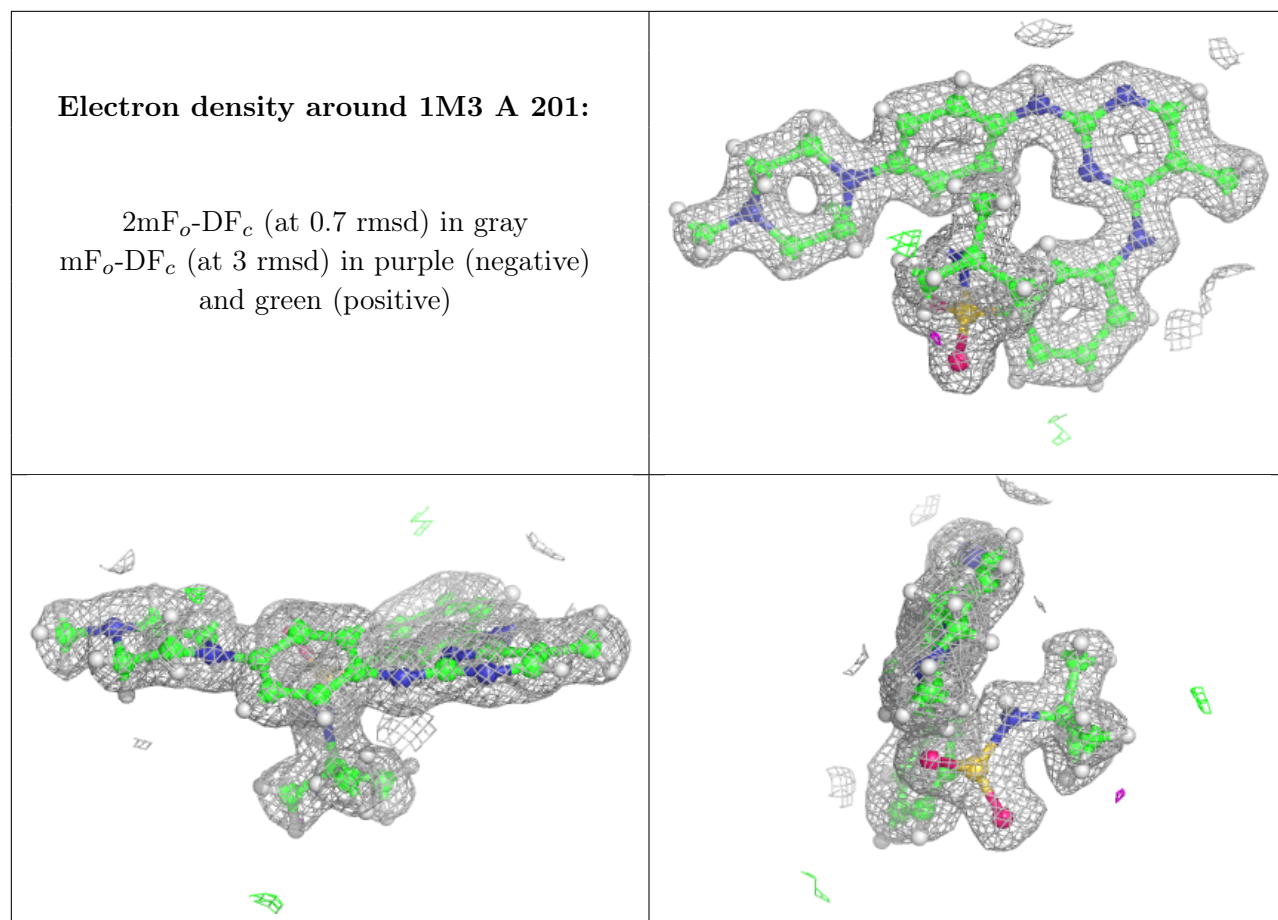 Electron density around 1M3 A 201:
2mFo-DFc (at 0.7 rmsd) in gray
mFo-DFc (at 3 rmsd) in purple (negative)
and green (positive)